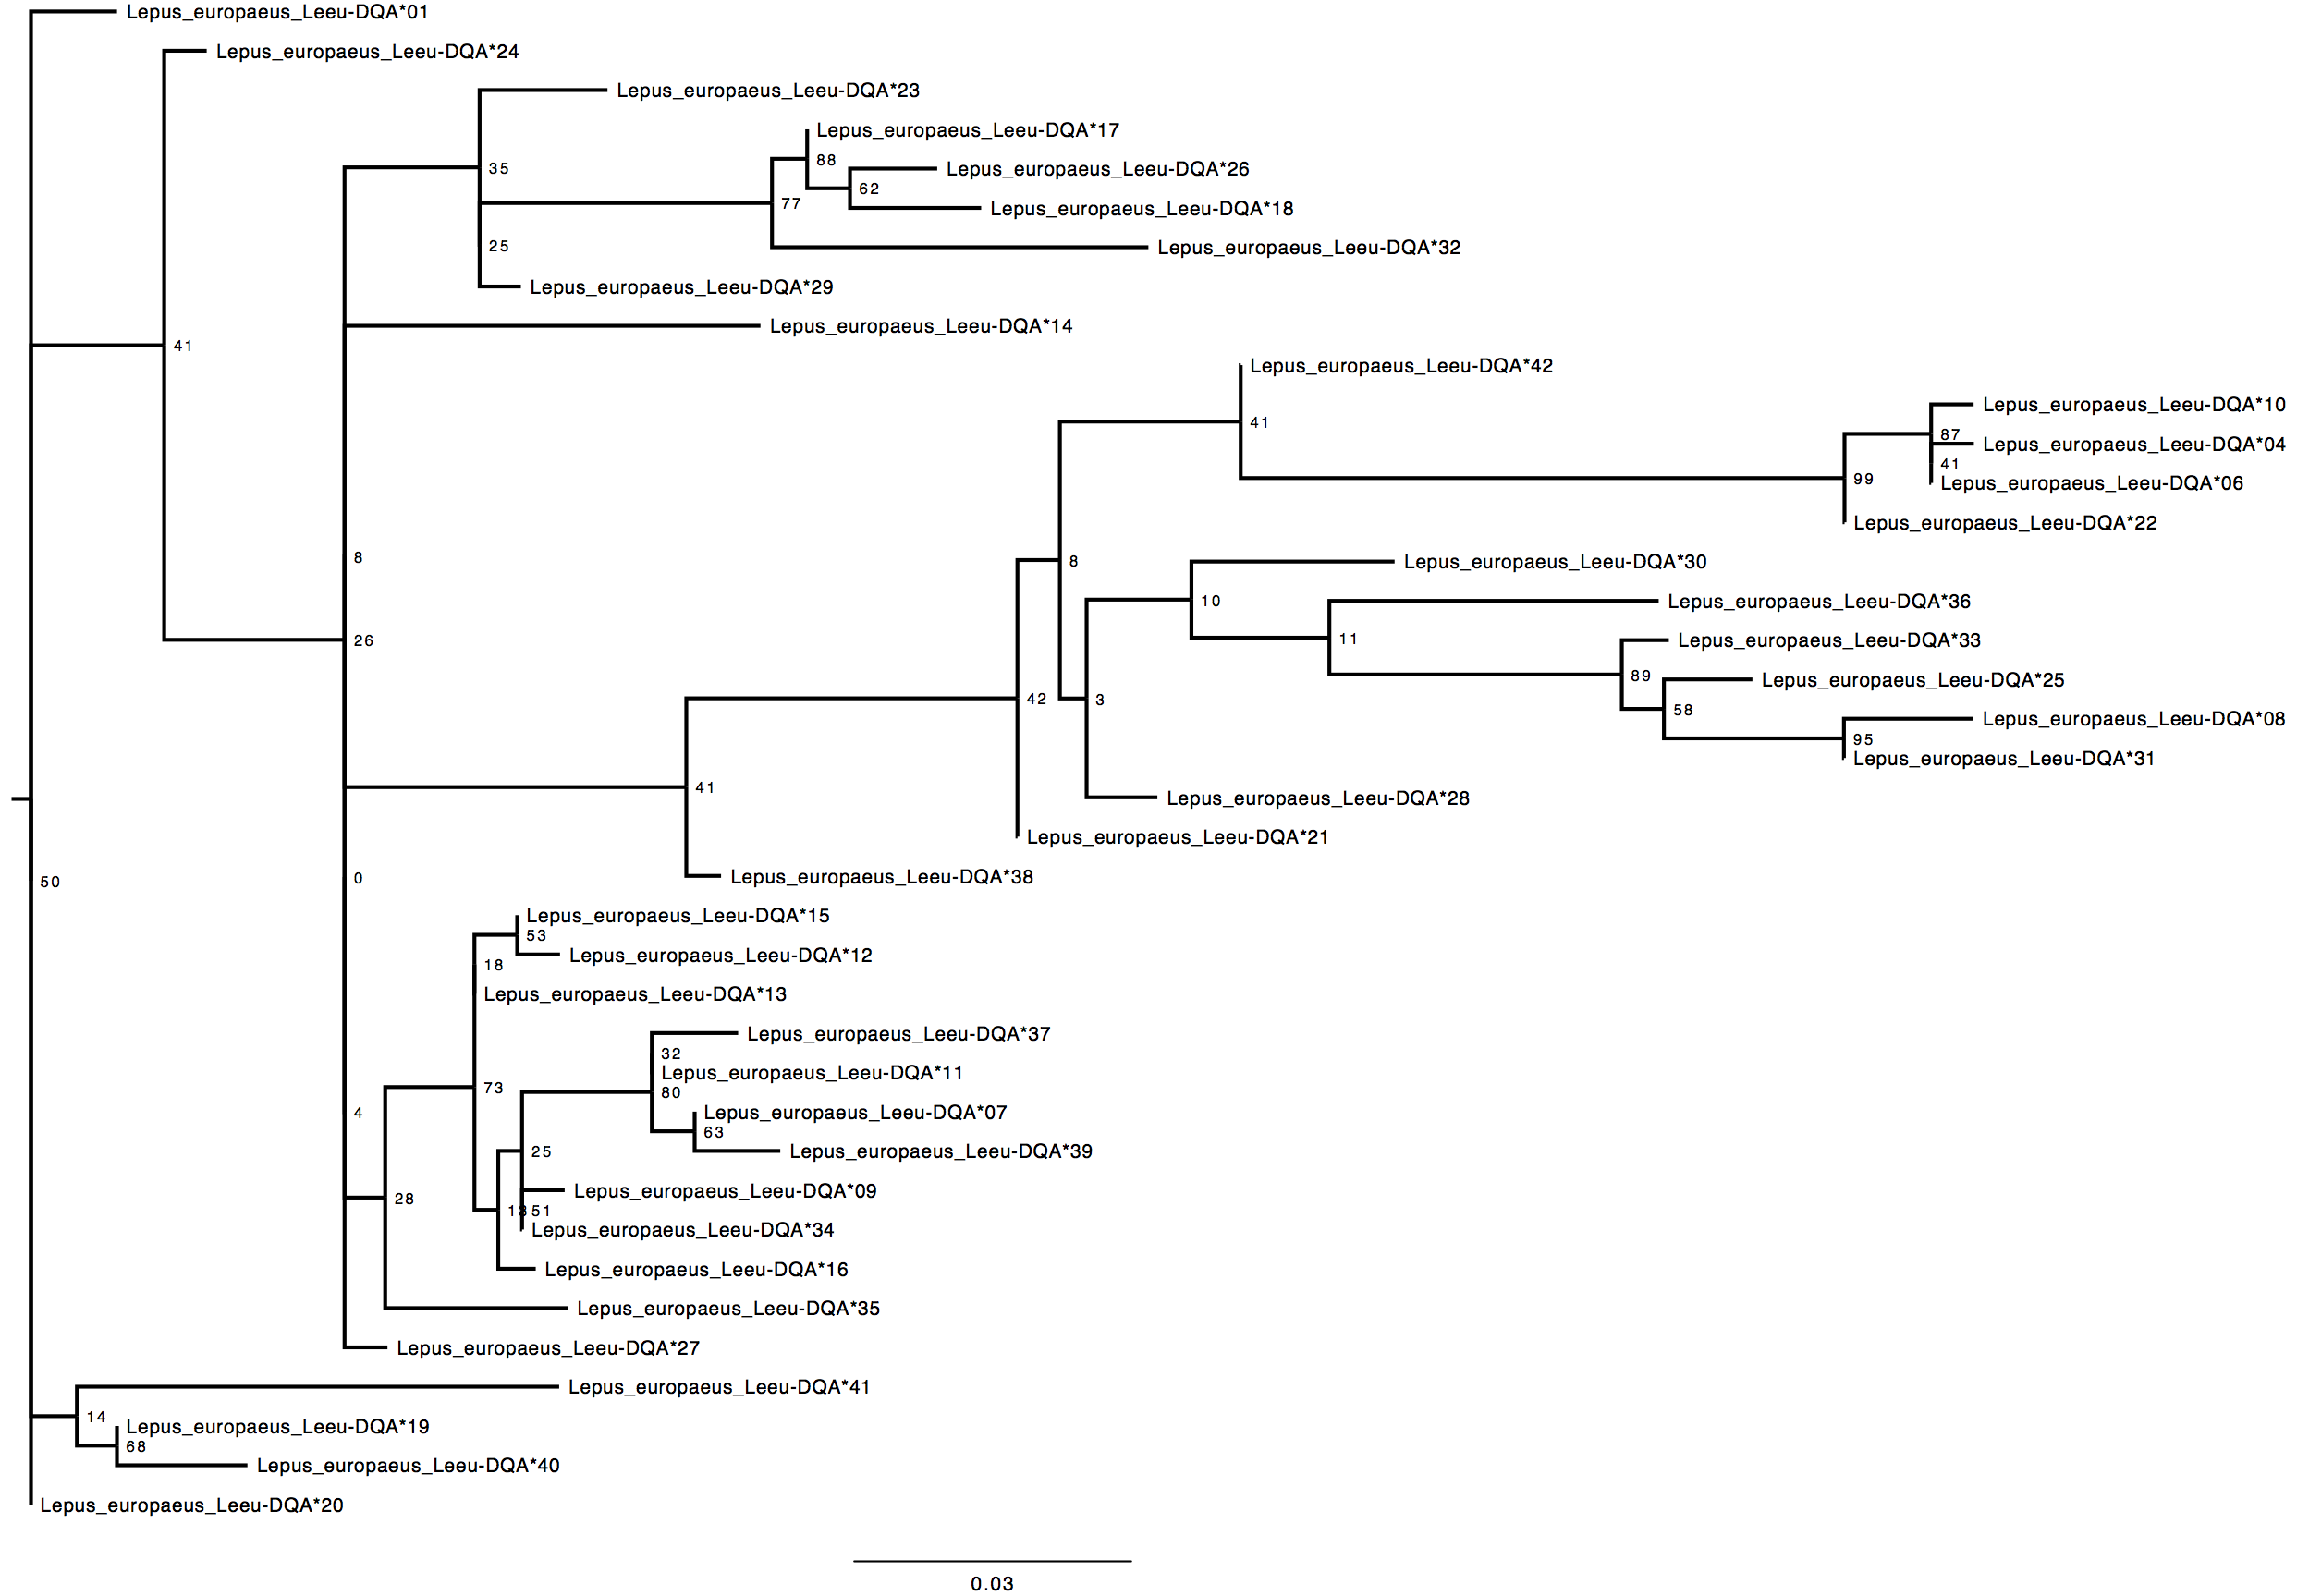 Lepus_europaeus_Leeu-DQA*01
Lepus_europaeus_Leeu-DQA*24
Lepus_europaeus_Leeu-DQA*23
Lepus_europaeus_Leeu-DQA*17
88
35
Lepus_europaeus_Leeu-DQA*26
62
77
Lepus_europaeus_Leeu-DQA*18
25
Lepus_europaeus_Leeu-DQA*32
Lepus_europaeus_Leeu-DQA*29
Lepus_europaeus_Leeu-DQA*14
41
Lepus_europaeus_Leeu-DQA*42
Lepus_europaeus_Leeu-DQA*10
41
87
Lepus_europaeus_Leeu-DQA*04
41
99
Lepus_europaeus_Leeu-DQA*06
Lepus_europaeus_Leeu-DQA*22
8
8
Lepus_europaeus_Leeu-DQA*30
10
Lepus_europaeus_Leeu-DQA*36
26
11
Lepus_europaeus_Leeu-DQA*33
89
Lepus_europaeus_Leeu-DQA*25
42
3
58
Lepus_europaeus_Leeu-DQA*08
95
Lepus_europaeus_Leeu-DQA*31
41
Lepus_europaeus_Leeu-DQA*28
Lepus_europaeus_Leeu-DQA*21
50
0
Lepus_europaeus_Leeu-DQA*38
Lepus_europaeus_Leeu-DQA*15
53
Lepus_europaeus_Leeu-DQA*12
18
Lepus_europaeus_Leeu-DQA*13
Lepus_europaeus_Leeu-DQA*37
32
Lepus_europaeus_Leeu-DQA*11
73
80
4
Lepus_europaeus_Leeu-DQA*07
63
25
Lepus_europaeus_Leeu-DQA*39
28
Lepus_europaeus_Leeu-DQA*09
51
Lepus_europaeus_Leeu-DQA*34
Lepus_europaeus_Leeu-DQA*16
Lepus_europaeus_Leeu-DQA*35
Lepus_europaeus_Leeu-DQA*27
Lepus_europaeus_Leeu-DQA*41
14
Lepus_europaeus_Leeu-DQA*19
68
Lepus_europaeus_Leeu-DQA*40
Lepus_europaeus_Leeu-DQA*20
0.03